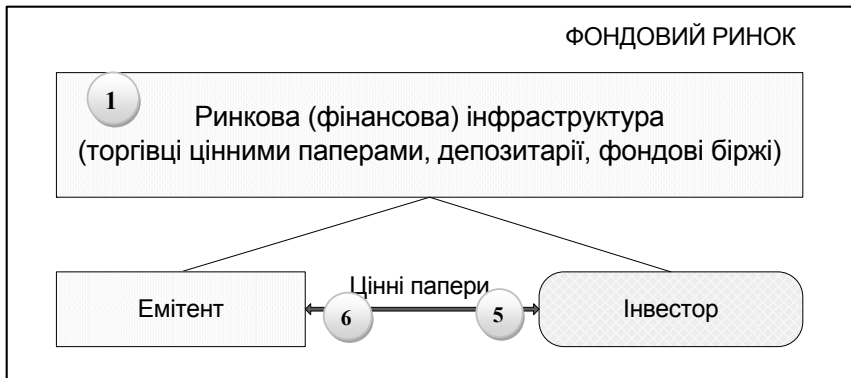 ФОНДОВИЙ РИНОК
1
Ринкова (фінансова) інфраструктура
(торгівці цінними паперами, депозитарії, фондові біржі)
Цінні папери
Емітент
6
5
Інвестор